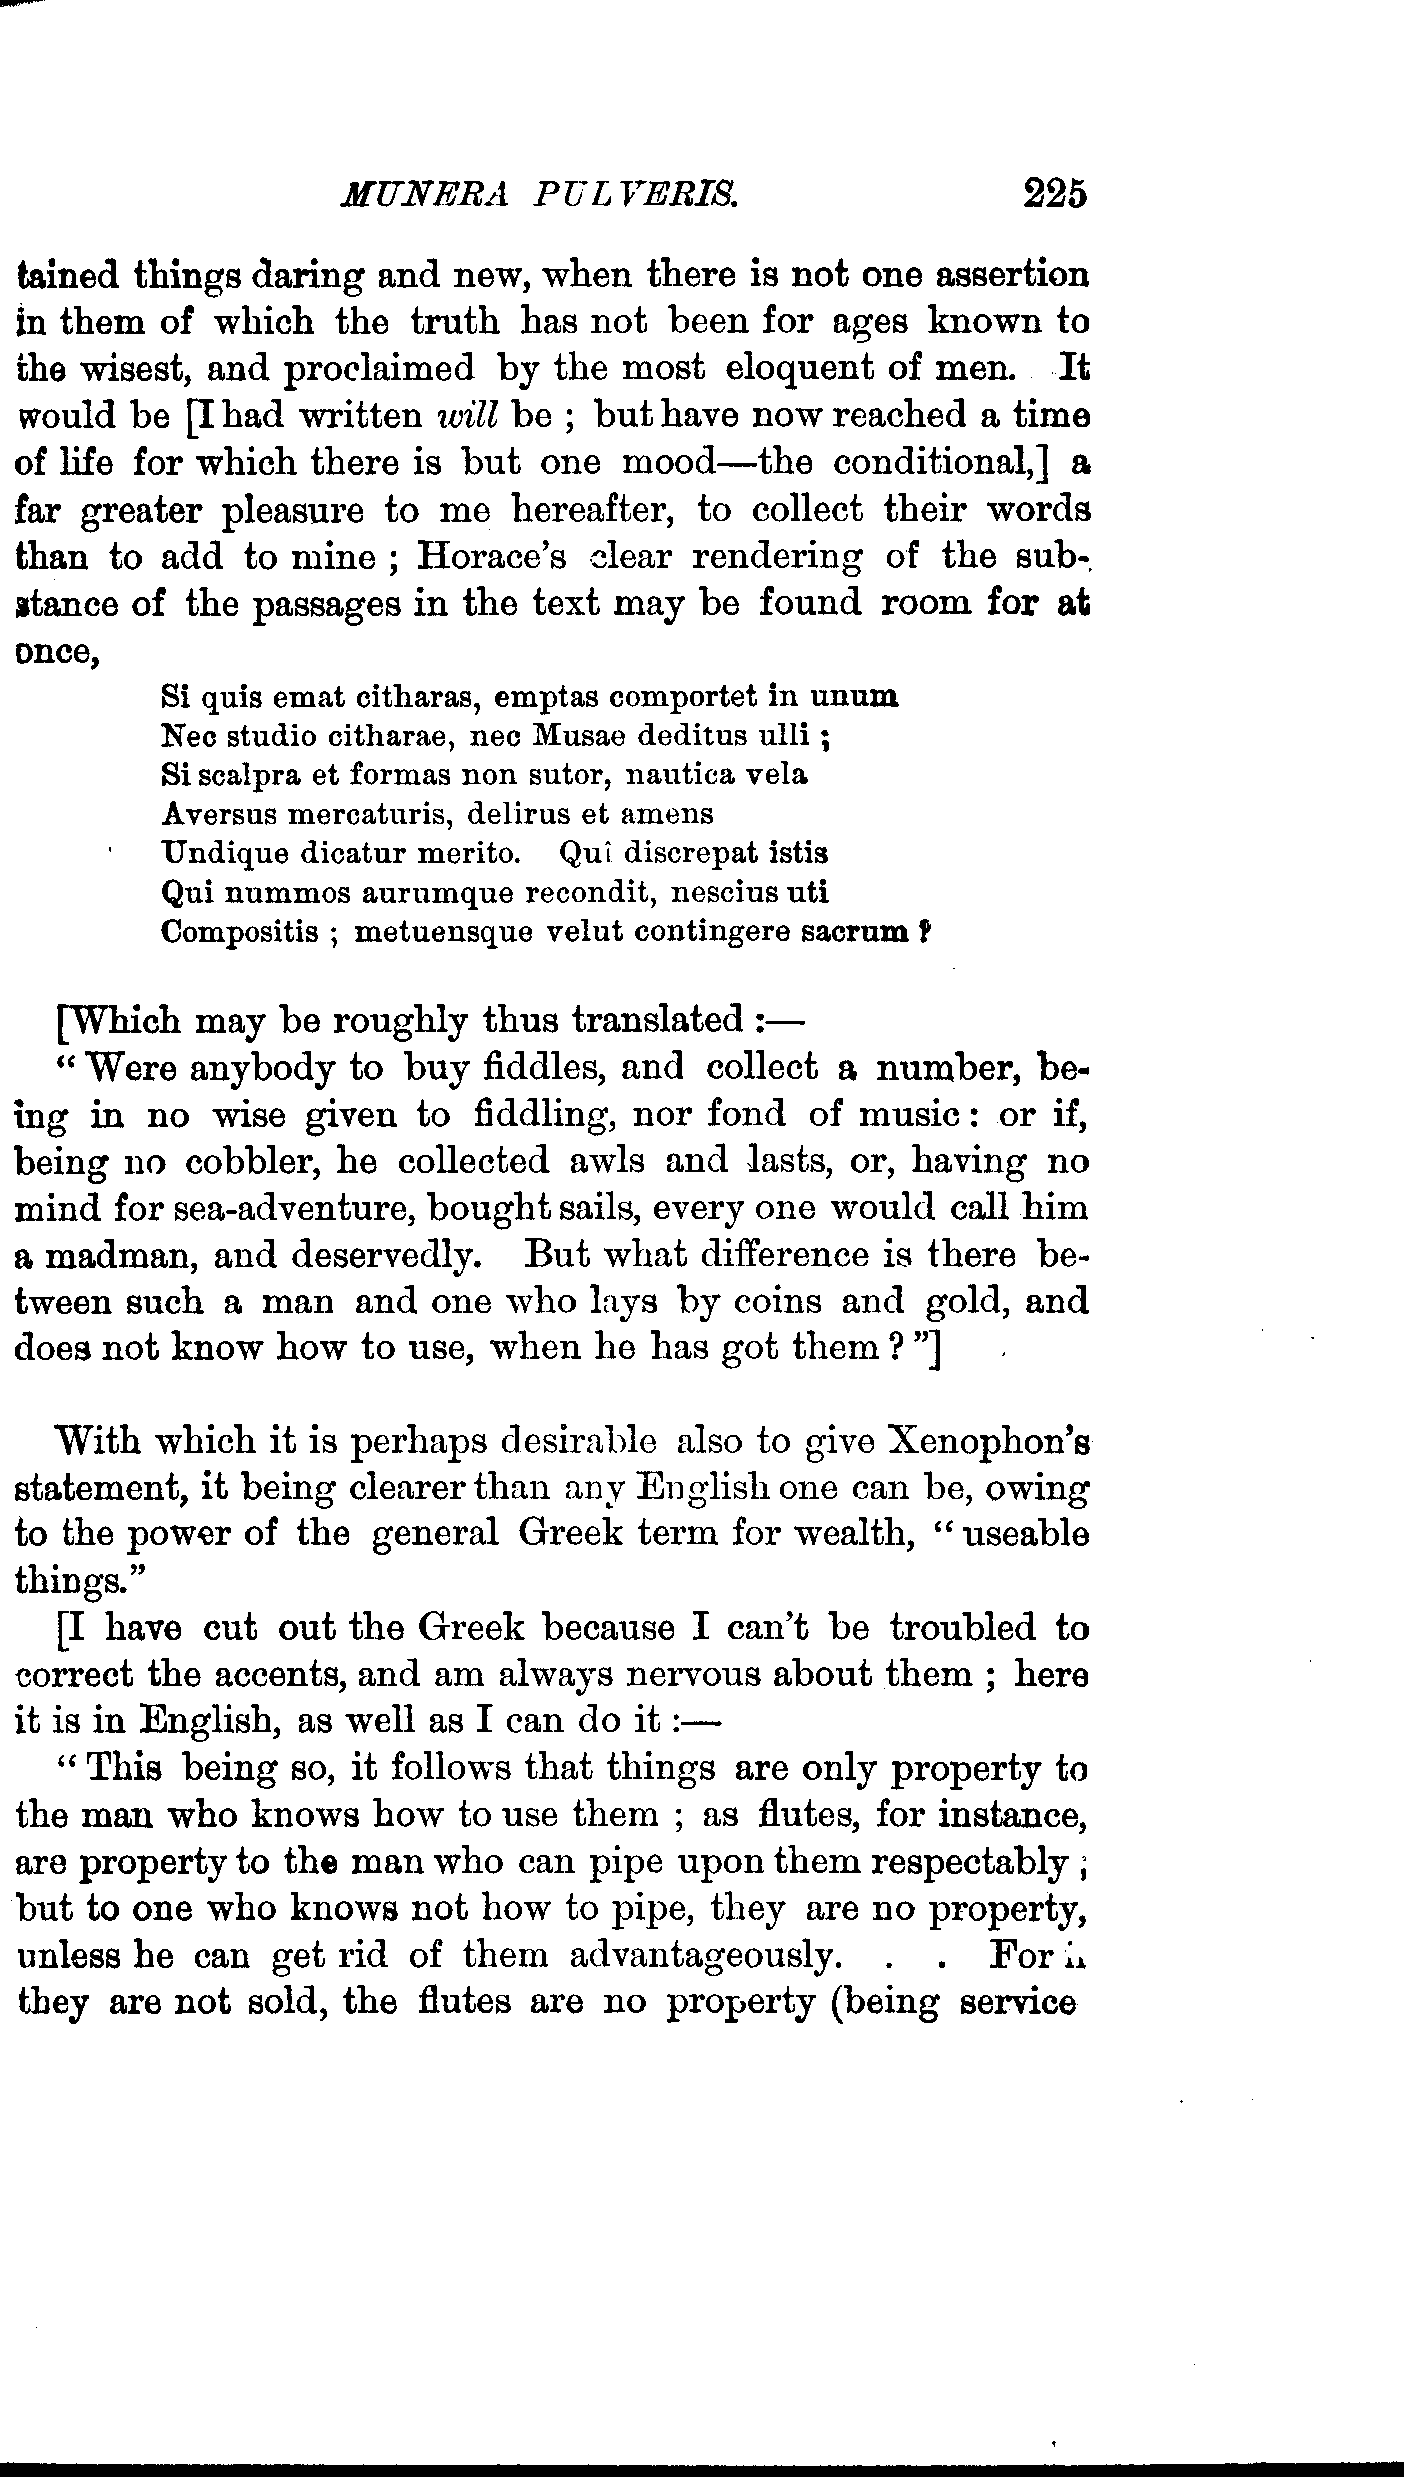 MUNERA PULVERIS. 225
tained things daring and new, when there is not one assertion
in them of which the truth has not been for ages known to
the wisest, and proclaimed by the most eloquent of men. It
would be [I had written will be ; but have now reached a time
of life for which there is but one mood—the conditional,] a
far greater pleasure to me hereafter, to collect their words
than to add to mine ; Horace's clear rendering of the sub-
stance of the passages in the text may be found room for at
once,
Si quis emat citharas, emptas comportet in unum
Nec studio citharae, nec Musae deditus ulli ;
Si scalpra et formas non sutor, nautica vela
Aversus mercaturis, delirus et amens
Undique dicatur merito. Quî discrepat istis
Qui nummos aurumque recondit, nescius uti
Compositis ; metuensque velut contingere sacrum ?
[Which may be roughly thus translated :—
“ Were anybody to buy fiddles, and collect a number, be-
ing in no wise given to fiddling, nor fond of music : or if,
being no cobbler, he collected awls and lasts, or, having no
mind for sea-adventure, bought sails, every one would call him
a madman, and deservedly. But what difference is there be-
tween such a man and one who lays by coins and gold, and
does not know how to use, when he has got them ? ”]
With which it is perhaps desirable also to give Xenophon's
statement, it being clearer than any English one can be, owing
to the power of the general Greek term for wealth, “ useable
things.”
[I have cut out the Greek because I can't be troubled to
correct the accents, and am always nervous about them ; here
it is in English, as well as I can do it :—
“ This being so, it follows that things are only property to
the man who knows how to use them ; as flutes, for instance,
are property to the man who can pipe upon them respectably ;
but to one who knows not how to pipe, they are no property,
unless he can get rid of them advantageously. . . For
they are not sold, the flutes are no property (being service